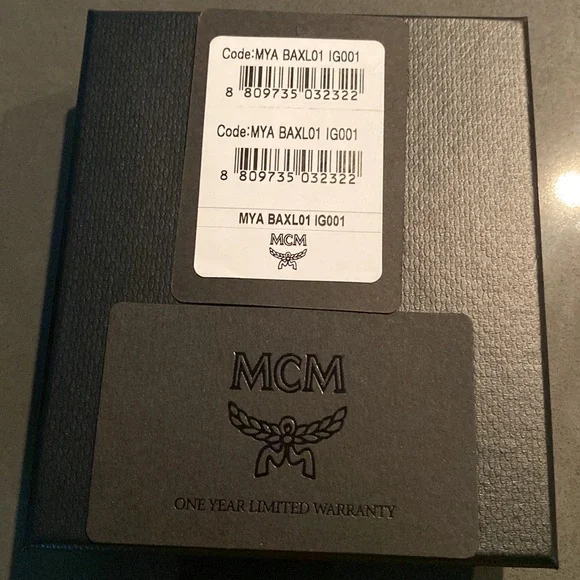 Code:MYA BAXL01 IG001
8 809735 032322
Code:MYA BAXL01 IG001
8 809735 032322
MYA BAXL01 IG001
MCM
MCM
ONE YEAR LIMITED WARRANTY